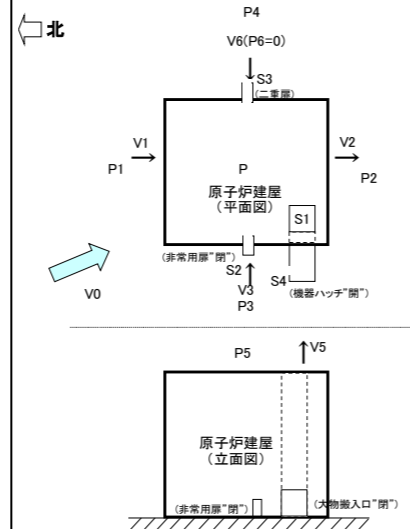 北
P4
V6(P6=0)
S3
(二重扉)
V1
V2
P1
P
P2
原子炉建屋
(平面図)
S1
(非常用扉"閉")
S2
S4
(機器ハッチ"開")
V3
P3
V0
P5
V5
原子炉建屋
(立面図)
(非常用扉"閉")
(大物搬入口"閉")